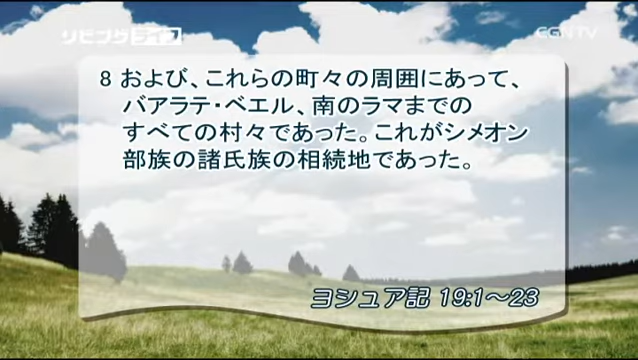 リビングライフ
CGNTV
8 および、これらの町々の周囲にあって、
バアラテ・ベエル、南のラマまでの
すべての村々であった。これがシメオン
部族の諸氏族の相続地であった。
ヨシュア記 19:1～23